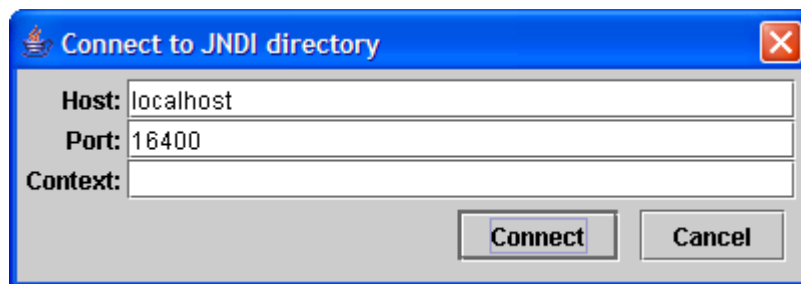 Connect to JNDI directory
Host: localhost
Port: 16400
Context:
Connect Cancel